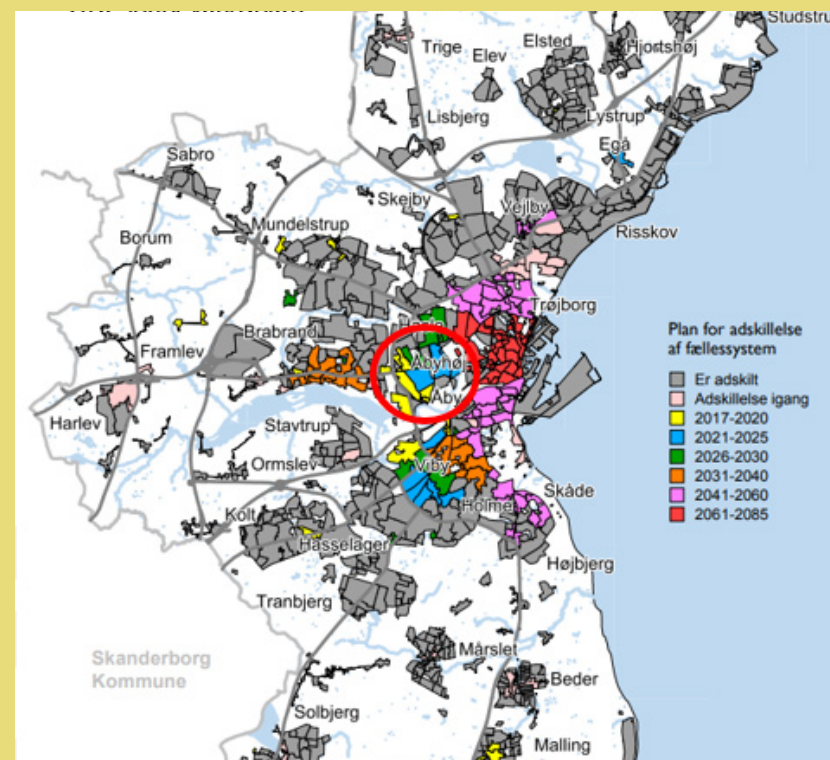 Studstru
Trige
Elsted
Hjortshøj
Elev
Lisbjerg
Lystrup
Egå
Sabro
Skejby
Vejlby
Borum
Mundelstrup
Risskov
Trøjborg
Hasle
Brabrand
Framlev
Åbyhøj
Åby
Harlev
Stavtrup
Ormslev
Viby
Skåde
Kolt
Holme
Hasselager
Højbjerg
Tranbjerg
Mårslet
Skanderborg
Kommune
Beder
Solbjerg
Malling
Plan for adskillelse
af fællessystem
Er adskilt
Adskillelse igang
2017-2020
2021-2025
2026-2030
2031-2040
2041-2060
2061-2085